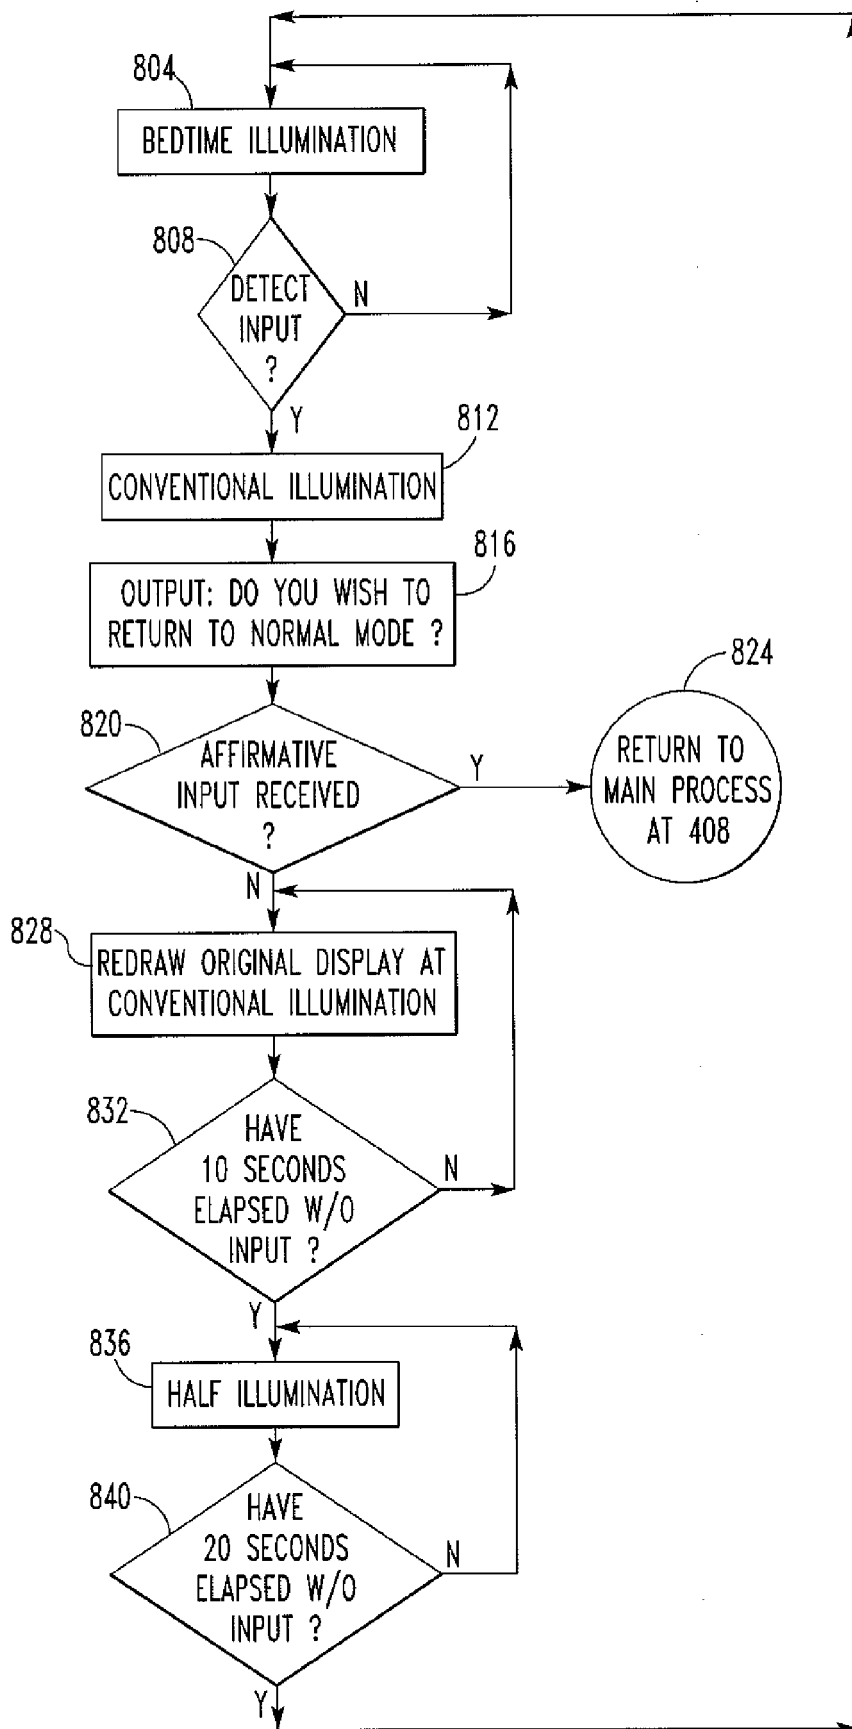 804
BEDTIME ILLUMINATION
808
DETECT
INPUT
?
N
Y
812
CONVENTIONAL ILLUMINATION
816
OUTPUT: DO YOU WISH TO
RETURN TO NORMAL MODE ?
820
AFFIRMATIVE
INPUT RECEIVED
?
Y
824
RETURN TO
MAIN PROCESS
AT 408
N
828
REDRAW ORIGINAL DISPLAY AT
CONVENTIONAL ILLUMINATION
832
HAVE
10 SECONDS
ELAPSED W/O
INPUT ?
N
Y
836
HALF ILLUMINATION
840
HAVE
20 SECONDS
ELAPSED W/O
INPUT ?
N
Y